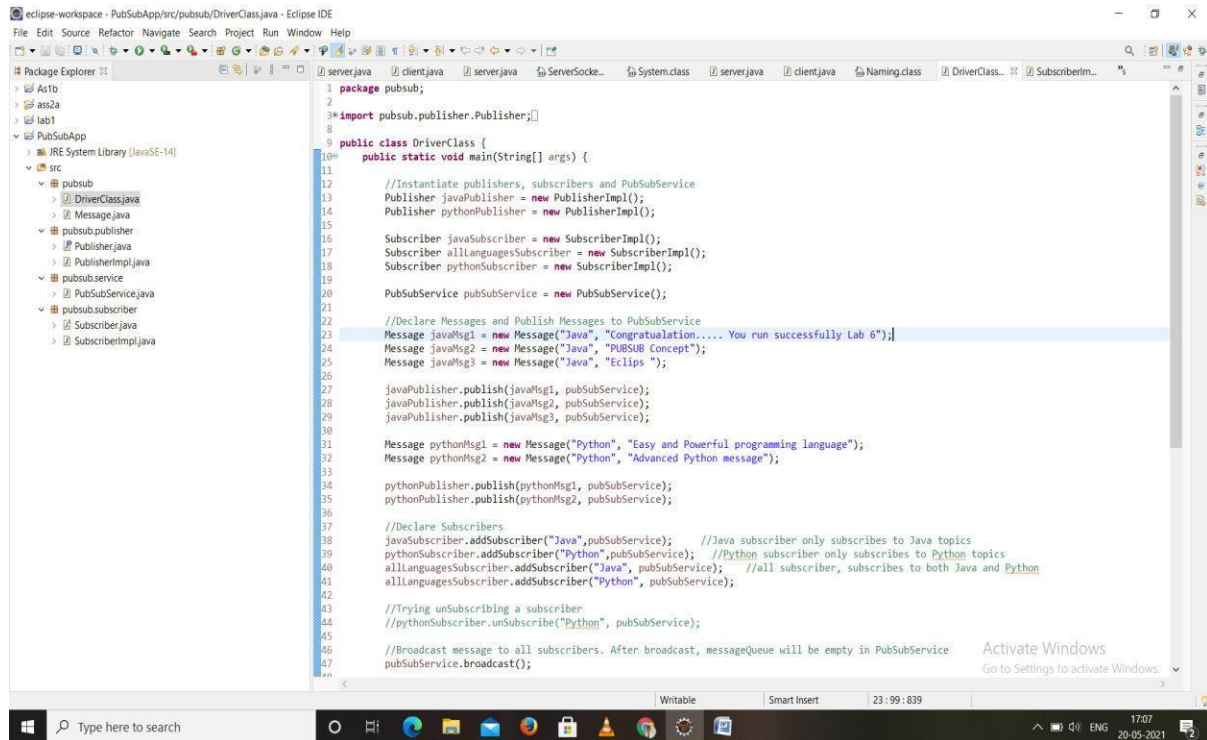 eclipse-workspace - PubSubApp/src/pubsub/DriverClass.java - Eclipse IDE
File Edit Source Refactor Navigate Search Project Run Window Help
Package Explorer
server.java client.java server.java ServerSocke... System.class server.java client.java Naming.class DriverClass... SubscriberIm... "5
As1b
ass2a
lab1
PubSubApp
JRE System Library [JavaSE-14]
src
pubsub
DriverClass.java
Message.java
pubsub.publisher
Publisher.java
PublisherImpl.java
pubsub.service
PubSubService.java
pubsub.subscriber
Subscriber.java
SubscriberImpl.java
1 package pubsub;
2
3 import pubsub.publisher.Publisher;
8
9 public class DriverClass {
10 public static void main(String[] args) {
11
12 //Instantiate publishers, subscribers and PubSubService
13 Publisher javaPublisher = new PublisherImpl();
14 Publisher pythonPublisher = new PublisherImpl();
15
16 Subscriber javaSubscriber = new SubscriberImpl();
17 Subscriber allLanguagesSubscriber = new SubscriberImpl();
18 Subscriber pythonSubscriber = new SubscriberImpl();
19
20 PubSubService pubSubService = new PubSubService();
21
22 //Declare Messages and Publish Messages to PubSubService
23 Message javaMsg1 = new Message("Java", "Congratualation..... You run successfully Lab 6");
24 Message javaMsg2 = new Message("Java", "PUBSUB Concept");
25 Message javaMsg3 = new Message("Java", "Eclips ");
26
27 javaPublisher.publish(javaMsg1, pubSubService);
28 javaPublisher.publish(javaMsg2, pubSubService);
29 javaPublisher.publish(javaMsg3, pubSubService);
30
31 Message pythonMsg1 = new Message("Python", "Easy and Powerful programming language");
32 Message pythonMsg2 = new Message("Python", "Advanced Python message");
33
34 pythonPublisher.publish(pythonMsg1, pubSubService);
35 pythonPublisher.publish(pythonMsg2, pubSubService);
36
37 //Declare Subscribers
38 javaSubscriber.addSubscriber("Java",pubSubService); //Java subscriber only subscribes to Java topics
39 pythonSubscriber.addSubscriber("Python",pubSubService); //Python subscriber only subscribes to Python topics
40 allLanguagesSubscriber.addSubscriber("Java", pubSubService); //all subscriber, subscribes to both Java and Python
41 allLanguagesSubscriber.addSubscriber("Python", pubSubService);
42
43 //Trying unSubscribing a subscriber
44 //pythonSubscriber.unSubscribe("Python", pubSubService);
45
46 //Broadcast message to all subscribers. After broadcast, messageQueue will be empty in PubSubService
47 pubSubService.broadcast();
Activate Windows
Go to Settings to activate Windows.
Writable Smart Insert 23 : 99 : 839
Type here to search
ENG 17:07
20-05-2021